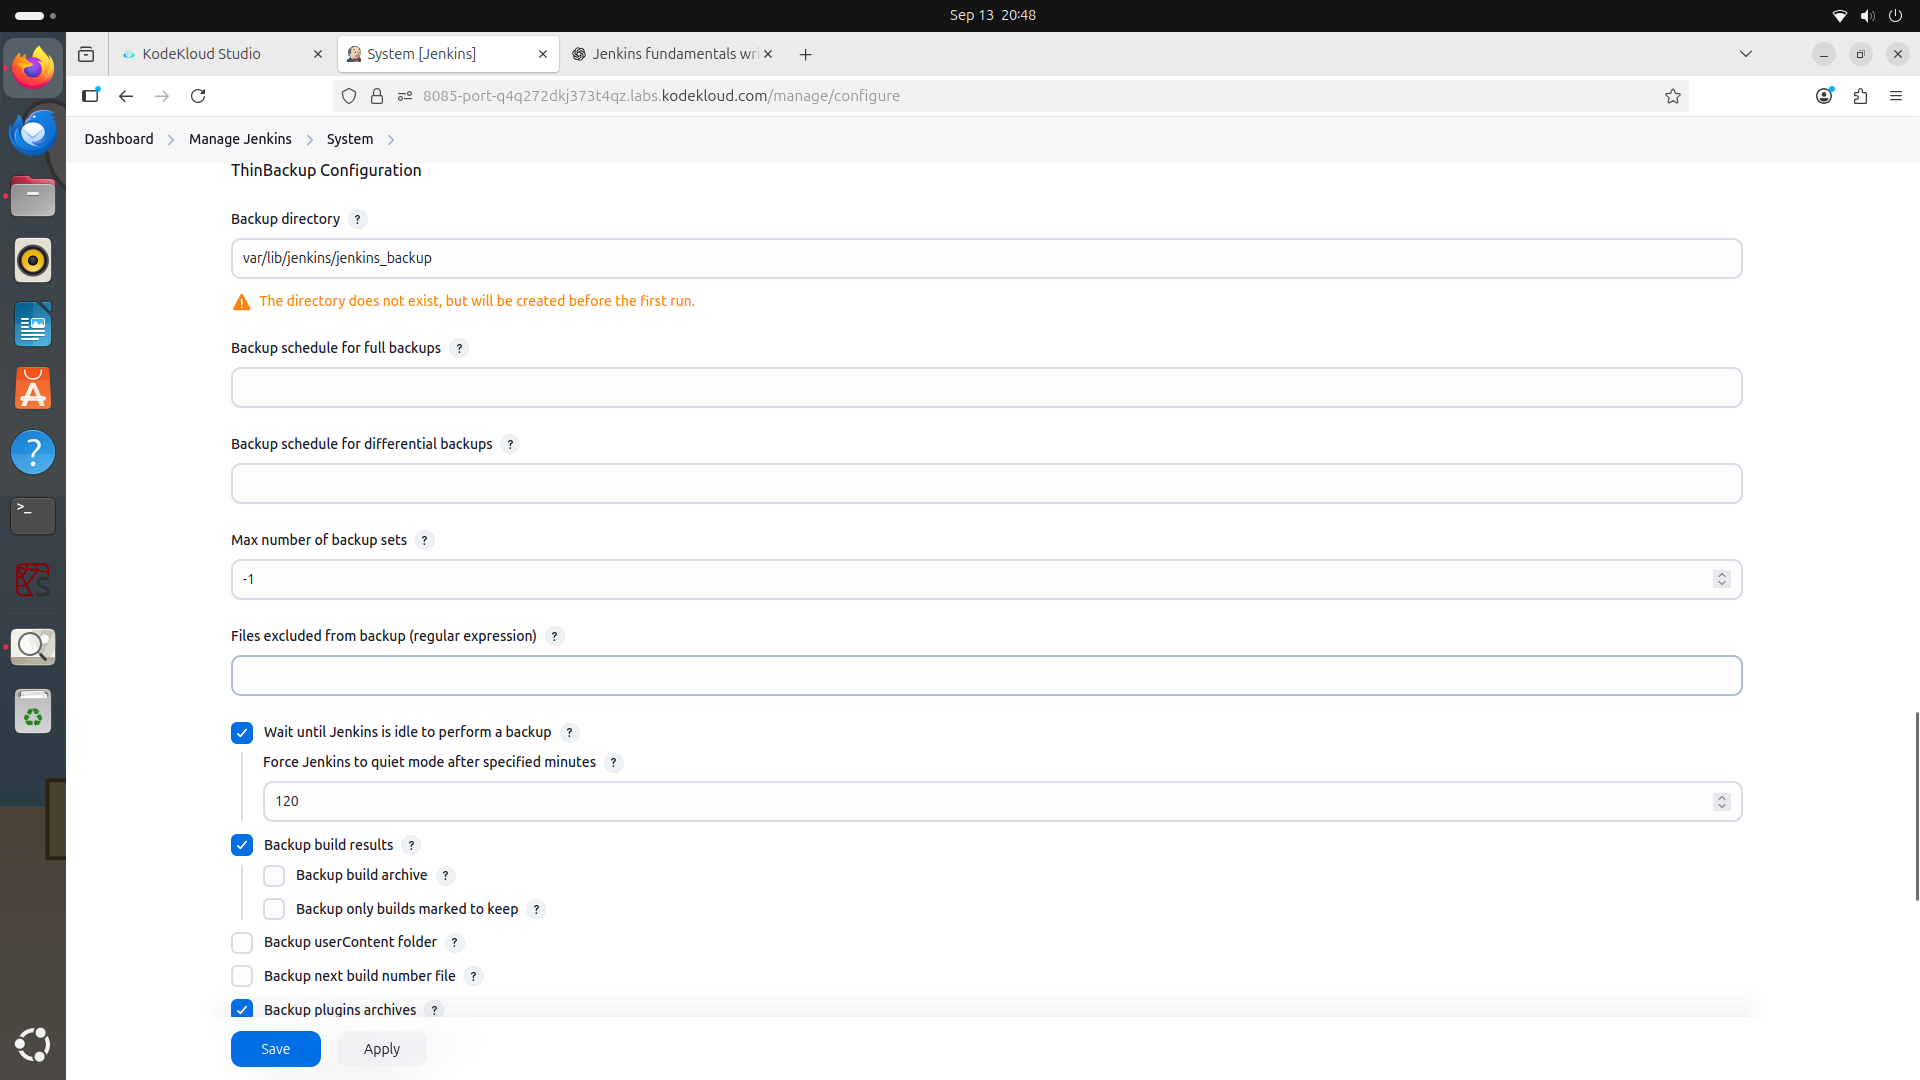 Sep 13 20:48
KodeKloud Studio
System [Jenkins]
Jenkins fundamentals wri
8085-port-q4q272dkj373t4qz.labs.kodekloud.com/manage/configure
Dashboard
Manage Jenkins
System
ThinBackup Configuration
Backup directory ?
var/lib/jenkins/jenkins_backup
The directory does not exist, but will be created before the first run.
Backup schedule for full backups ?
Backup schedule for differential backups ?
Max number of backup sets ?
-1
Files excluded from backup (regular expression) ?
Wait until Jenkins is idle to perform a backup ?
Force Jenkins to quiet mode after specified minutes ?
120
Backup build results ?
Backup build archive ?
Backup only builds marked to keep ?
Backup userContent folder ?
Backup next build number file ?
Backup plugins archives ?
Save
Apply